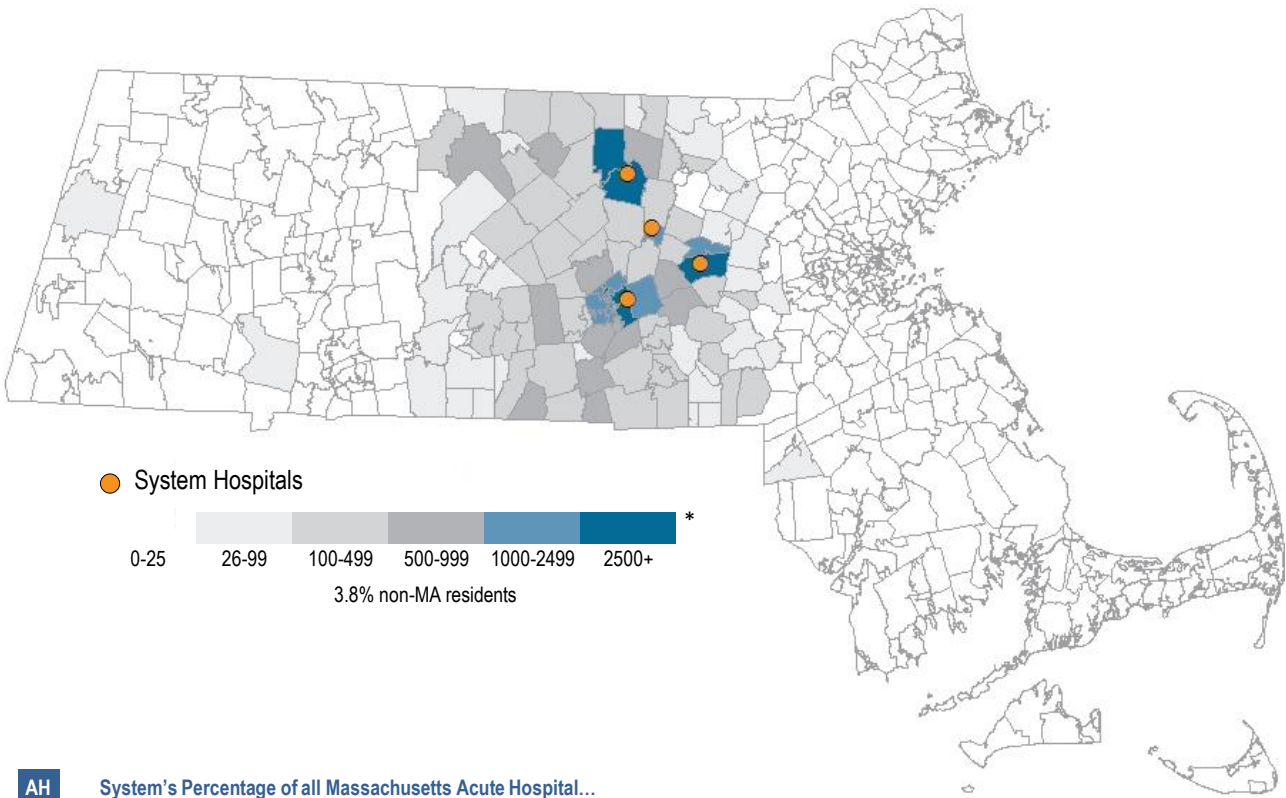 System Hospitals
*
0-25 26-99 100-499 500-999 1000-2499 2500+
3.8% non-MA residents
AH System’s Percentage of all Massachusetts Acute Hospital…